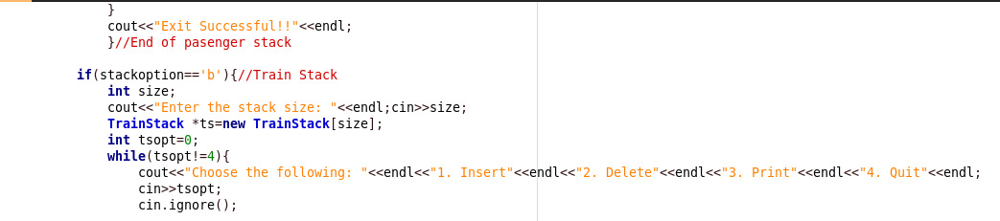 }
cout<<"Exit Successful!!"<<endl;
}//End of pasenger stack
if(stackoption=='b'){//Train Stack
int size;
cout<<"Enter the stack size: "<<endl;cin>>size;
TrainStack *ts=new TrainStack[size];
int tsopt=0;
while(tsopt!=4){
cout<<"Choose the following: "<<endl<<"1. Insert"<<endl<<"2. Delete"<<endl<<"3. Print"<<endl<<"4. Quit"<<endl;
cin>>tsopt;
cin.ignore();